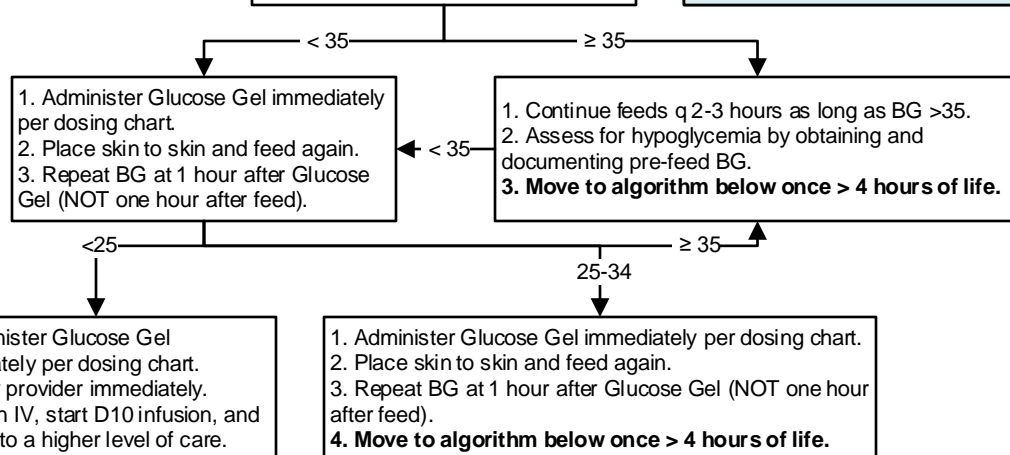 < 35
≥ 35
1. Administer Glucose Gel immediately
per dosing chart.
2. Place skin to skin and feed again.
3. Repeat BG at 1 hour after Glucose
Gel (NOT one hour after feed).
< 35
1. Continue feeds q 2-3 hours as long as BG >35.
2. Assess for hypoglycemia by obtaining and
documenting pre-feed BG.
3. Move to algorithm below once > 4 hours of life.
<25
≥ 35
25-34
Glucose Gel
per dosing chart.
provider immediately.
IV, start D10 infusion, and
to a higher level of care.
1. Administer Glucose Gel immediately per dosing chart.
2. Place skin to skin and feed again.
3. Repeat BG at 1 hour after Glucose Gel (NOT one hour
after feed).
4. Move to algorithm below once > 4 hours of life.